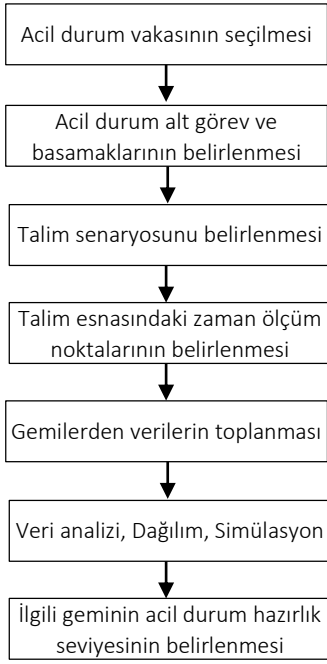 Acil durum vakasının seçilmesi
Acil durum alt görev ve
basamaklarının belirlenmesi
Talim senaryosunu belirlenmesi
Talim esnasındaki zaman ölçüm
noktalarının belirlenmesi
Gemilerden verilerin toplanması
Veri analizi, Dağılım, Simülasyon
İlgili geminin acil durum hazırlık
seviyesinin belirlenmesi